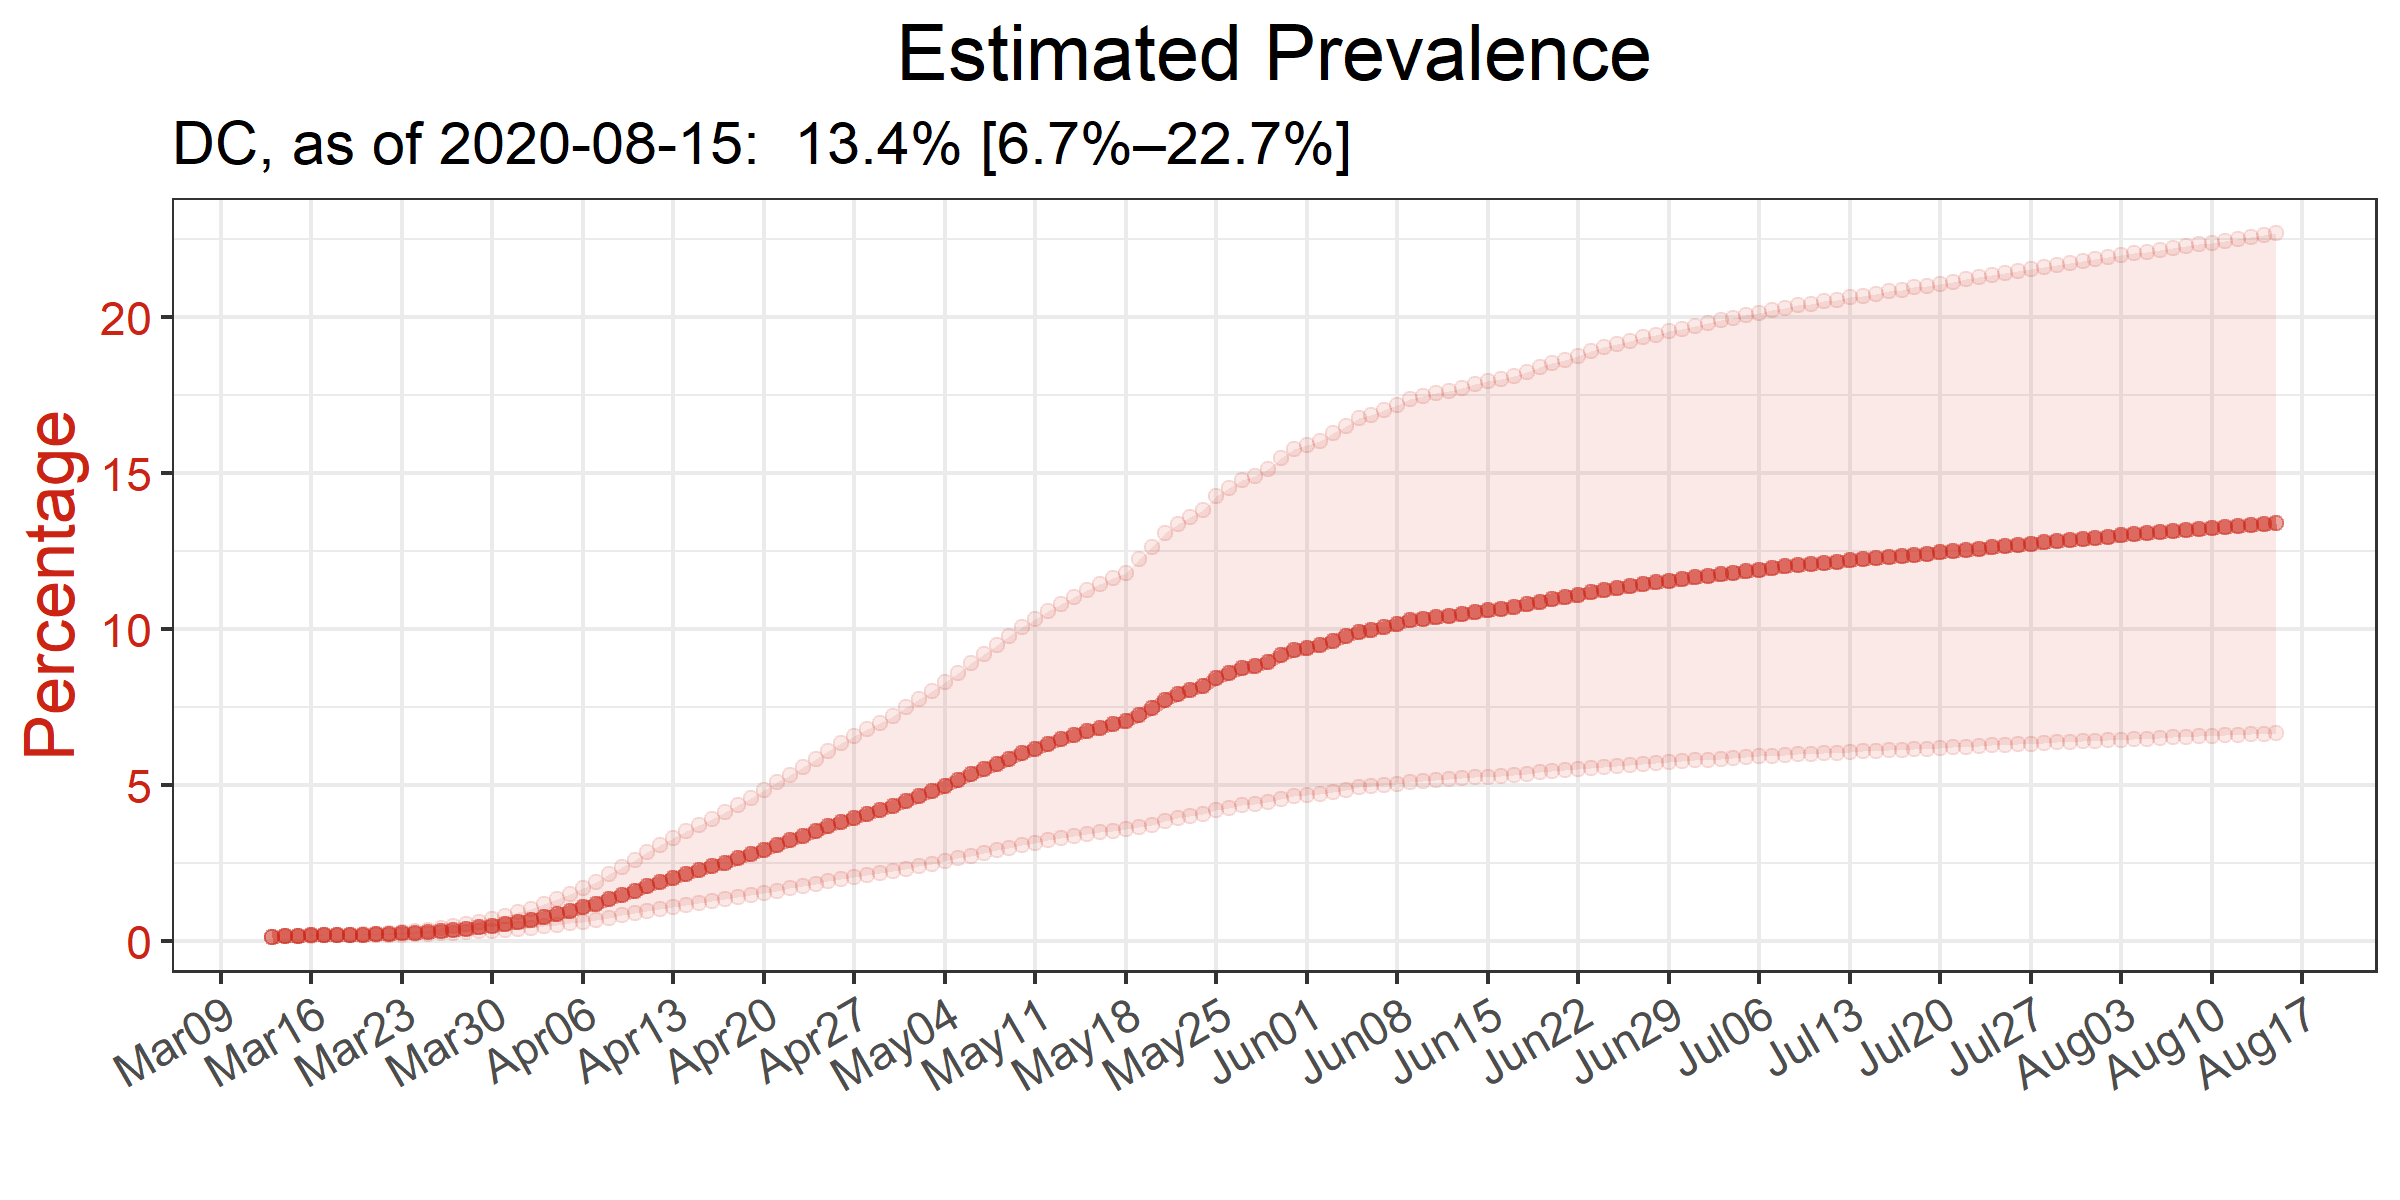 Estimated Prevalence
DC, as of 2020-08-15:  13.4% [6.7%–22.7%]
Percentage
20
15
10
5
0
Mar09
Mar16
Mar23
Mar30
Apr06
Apr13
Apr20
Apr27
May04
May11
May18
May25
Jun01
Jun08
Jun15
Jun22
Jun29
Jul06
Jul13
Jul20
Jul27
Aug03
Aug10
Aug17